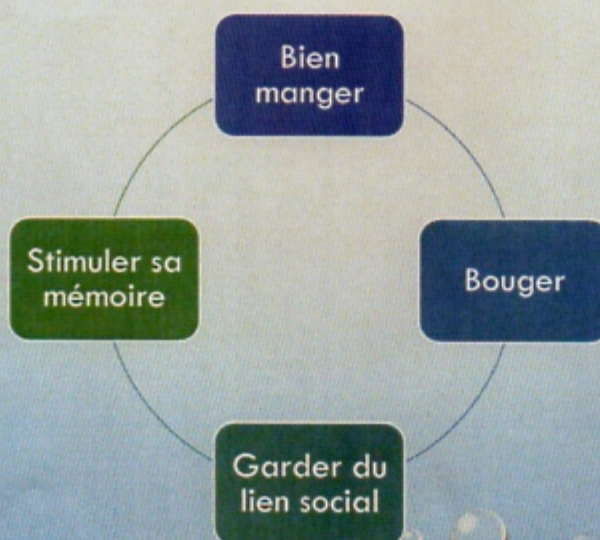 Bien
manger
Bouger
Garder du
lien social
Stimuler sa
mémoire